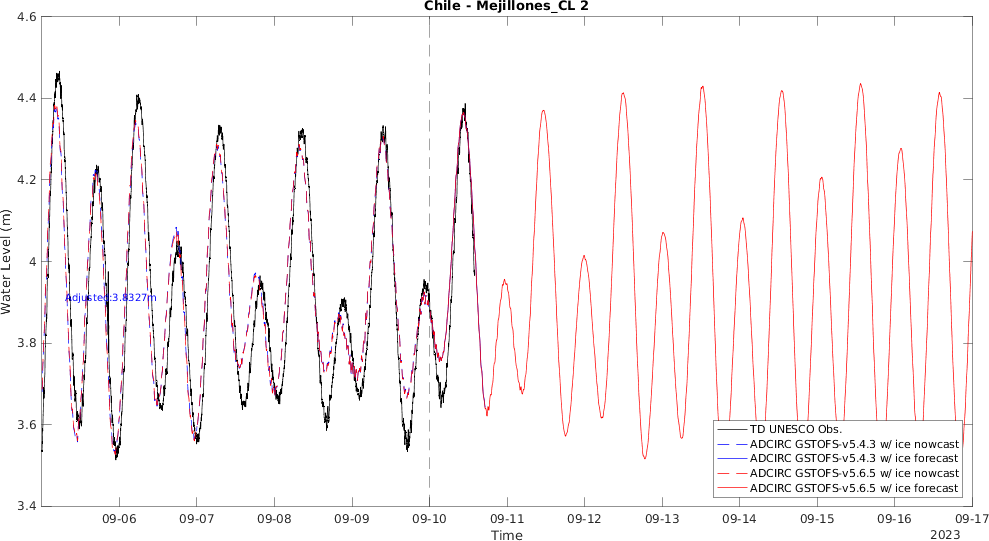 Chile - Mejillones_CL 2
4.6
4.4
4.2
4
3.8
3.6
3.4
Water Level (m)
Adjusted:3.8327m
TD UNESCO Obs.
ADCIRC GSTOFS-v5.4.3 w/ ice nowcast
ADCIRC GSTOFS-v5.4.3 w/ ice forecast
ADCIRC GSTOFS-v5.6.5 w/ ice nowcast
ADCIRC GSTOFS-v5.6.5 w/ ice forecast
09-06 09-07 09-08 09-09 09-10 09-11 09-12 09-13 09-14 09-15 09-16 09-17
Time
2023